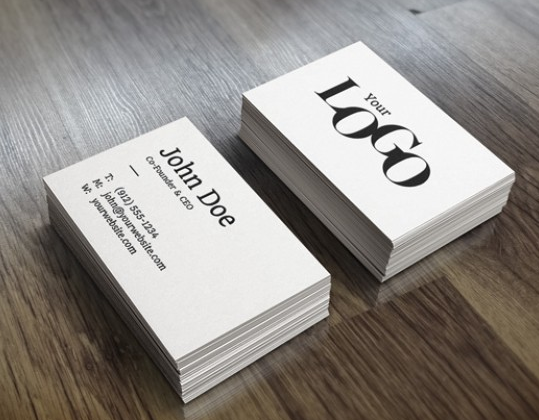 John Doe
Co-Founder & CEO
T: (912) 555-1234
M: john@yourwebsite.com
W: yourwebsite.com
Your
LOGO